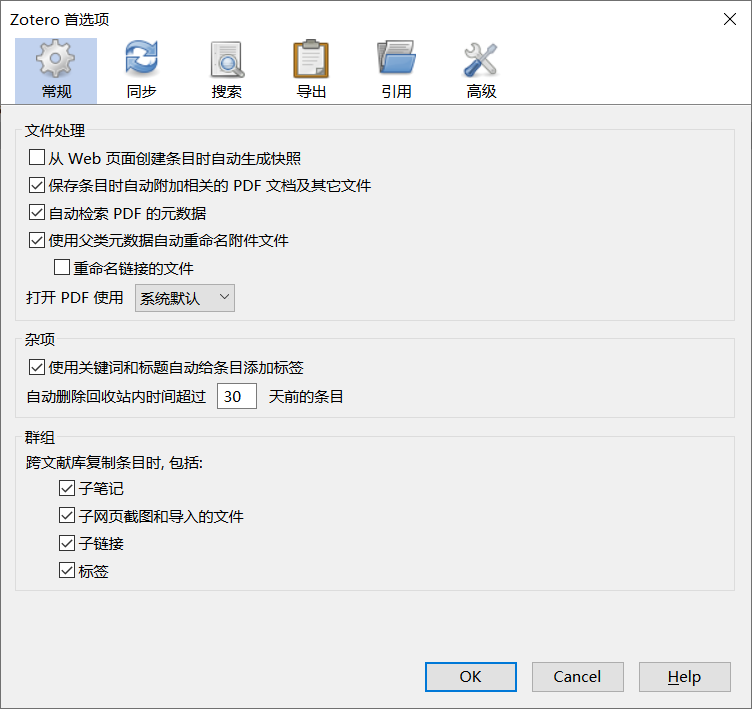 Zotero 首选项
常规 同步 搜索 导出 引用 高级
文件处理
从 Web 页面创建条目时自动生成快照
保存条目时自动附加相关的 PDF 文档及其它文件
自动检索 PDF 的元数据
使用父类元数据自动重命名附件文件
重命名链接的文件
打开 PDF 使用 系统默认
杂项
使用关键词和标题自动给条目添加标签
自动删除回收站内时间超过 30 天前的条目
群组
跨文献库复制条目时, 包括:
子笔记
子网页截图和导入的文件
子链接
标签
OK Cancel Help